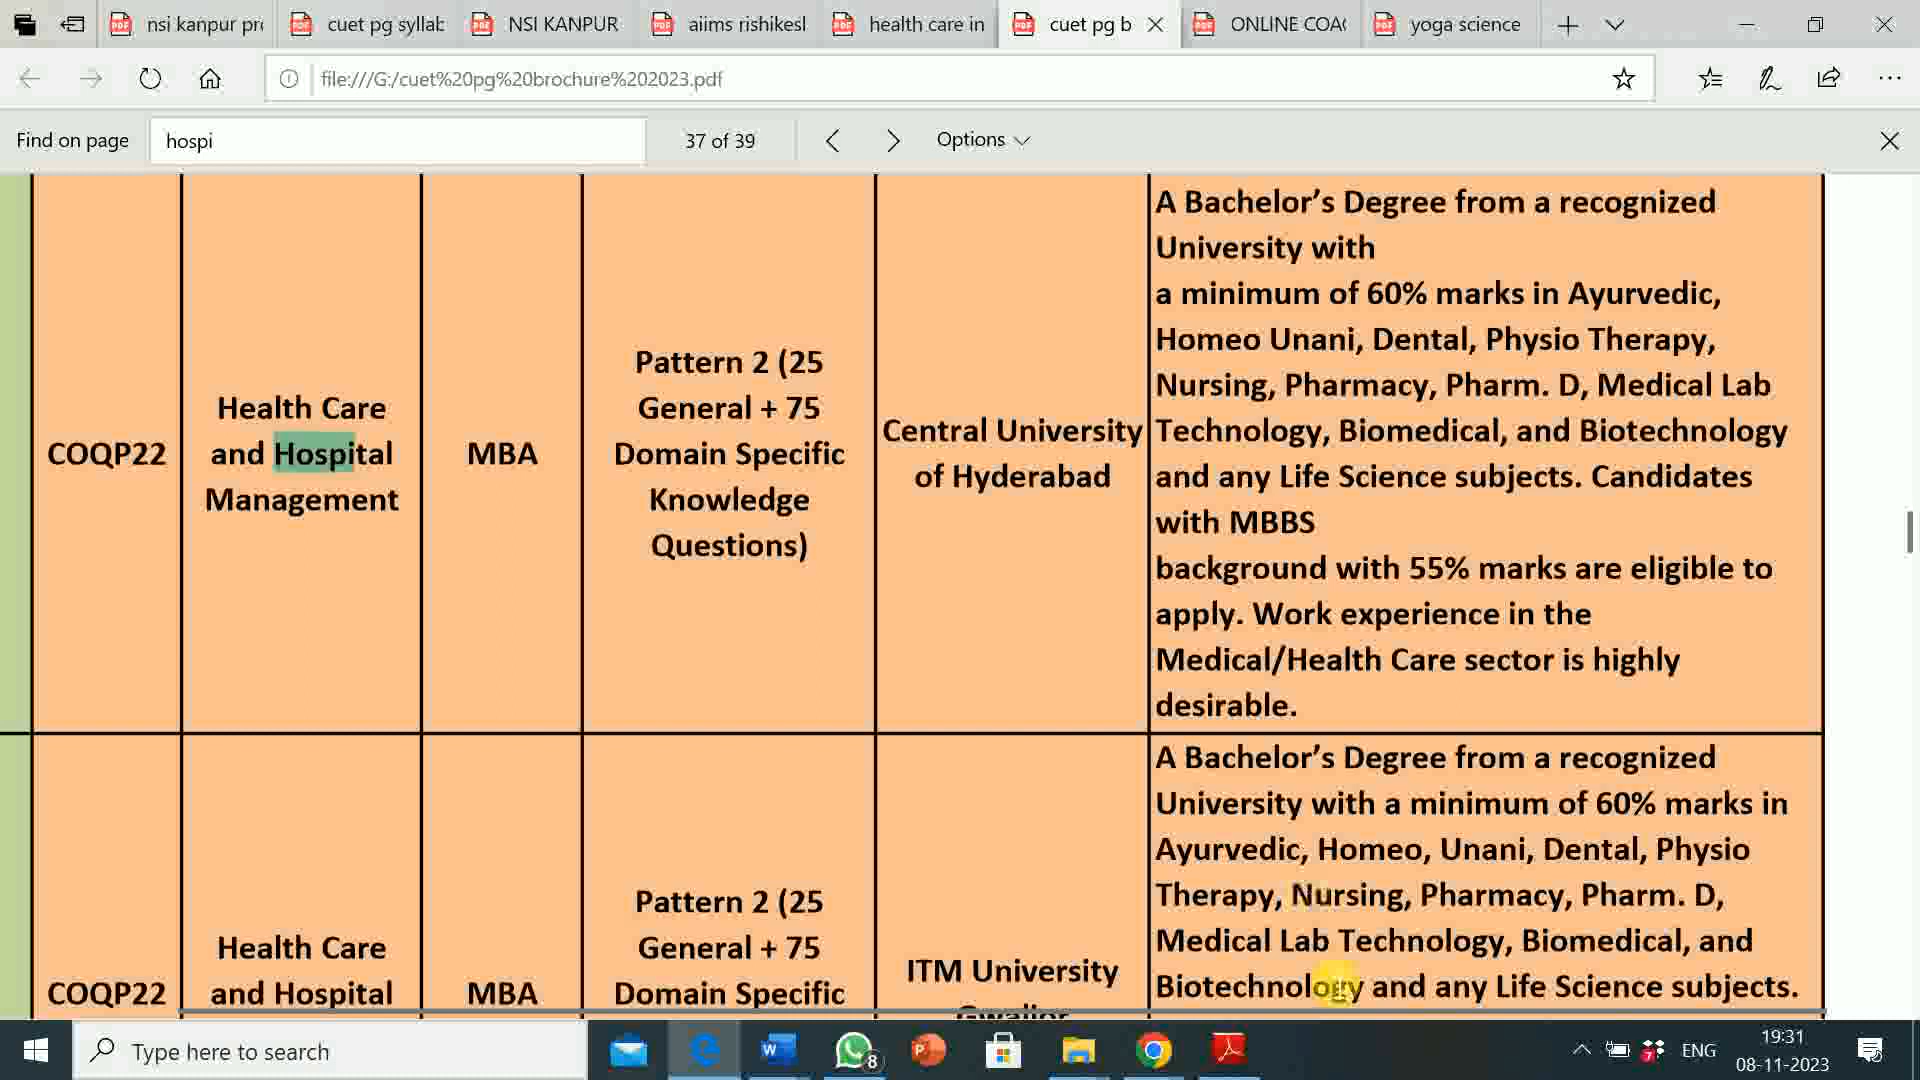 nsi kanpur pr
cuet pg syllab
NSI KANPUR
aiims rishikesl
health care in
cuet pg b
ONLINE COA
yoga science
file:///G:/cuet%20pg%20brochure%202023.pdf
Find on page
hospi
37 of 39
Options
COQP22
Health Care
and Hospital
Management
MBA
Pattern 2 (25
General + 75
Domain Specific
Knowledge
Questions)
Central University
of Hyderabad
A Bachelor’s Degree from a recognized
University with
a minimum of 60% marks in Ayurvedic,
Homeo Unani, Dental, Physio Therapy,
Nursing, Pharmacy, Pharm. D, Medical Lab
Technology, Biomedical, and Biotechnology
and any Life Science subjects. Candidates
with MBBS
background with 55% marks are eligible to
apply. Work experience in the
Medical/Health Care sector is highly
desirable.
COQP22
Health Care
and Hospital
MBA
Pattern 2 (25
General + 75
Domain Specific
ITM University
Gwalior
A Bachelor’s Degree from a recognized
University with a minimum of 60% marks in
Ayurvedic, Homeo, Unani, Dental, Physio
Therapy, Nursing, Pharmacy, Pharm. D,
Medical Lab Technology, Biomedical, and
Biotechnology and any Life Science subjects.
Type here to search
8
7
ENG
19:31
08-11-2023